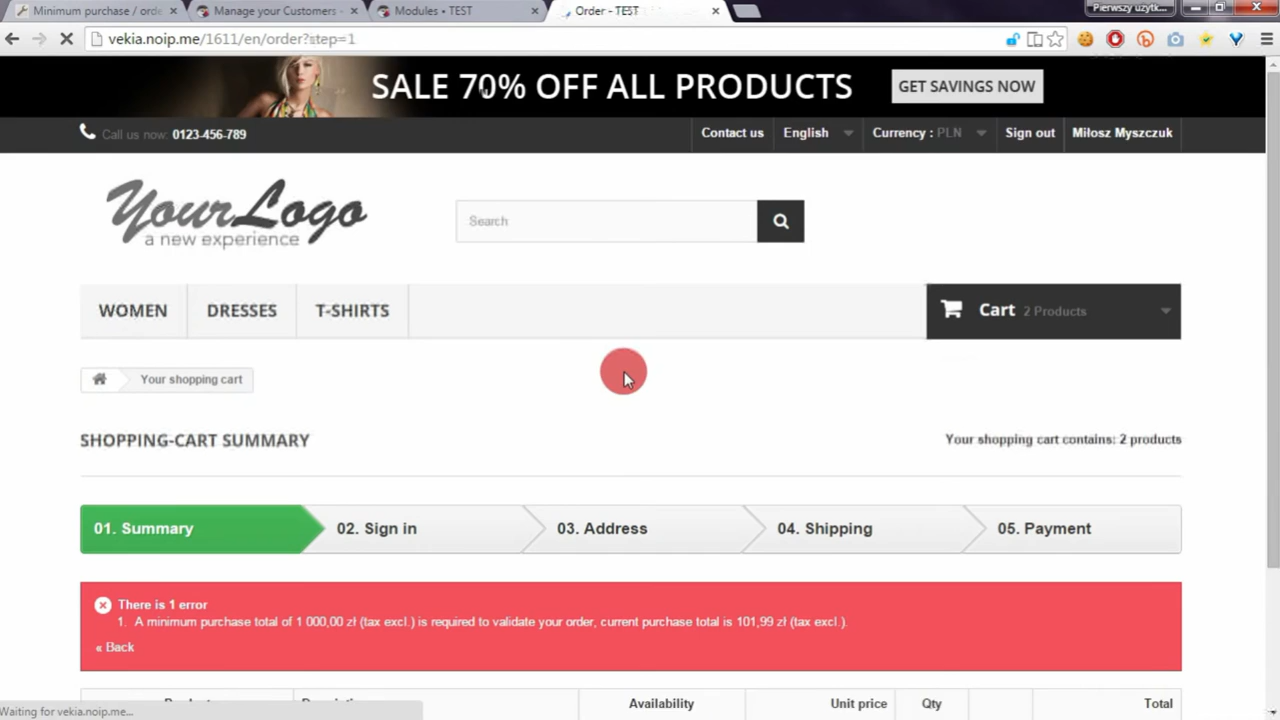 Minimum purchase / orde
Manage your Customers
Modules • TEST
Order - TEST
Pierwszy użytk...
vekia.noip.me/1611/en/order?step=1
SALE 70% OFF ALL PRODUCTS
GET SAVINGS NOW
Call us now: 0123-456-789
Contact us
English
Currency : PLN
Sign out
Miłosz Myszczuk
YourLogo
a new experience
Search
WOMEN
DRESSES
T-SHIRTS
Cart 2 Products
Your shopping cart
SHOPPING-CART SUMMARY
Your shopping cart contains: 2 products
01. Summary
02. Sign in
03. Address
04. Shipping
05. Payment
There is 1 error
1. A minimum purchase total of 1 000,00 zł (tax excl.) is required to validate your order, current purchase total is 101,99 zł (tax excl.).
« Back
Availability
Unit price
Qty
Total
Waiting for vekia.noip.me...